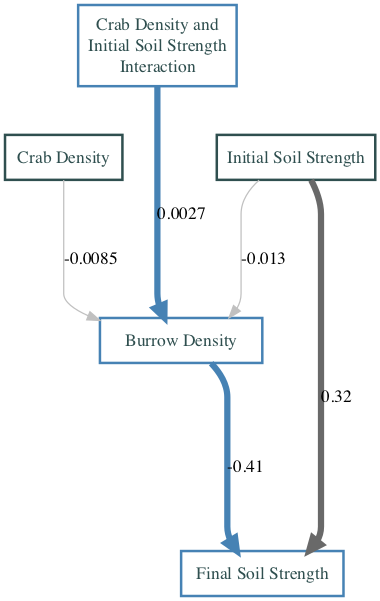 Crab Density and
Initial Soil Strength
Interaction
Crab Density
Initial Soil Strength
0.0027
-0.0085
-0.013
Burrow Density
0.32
-0.41
Final Soil Strength